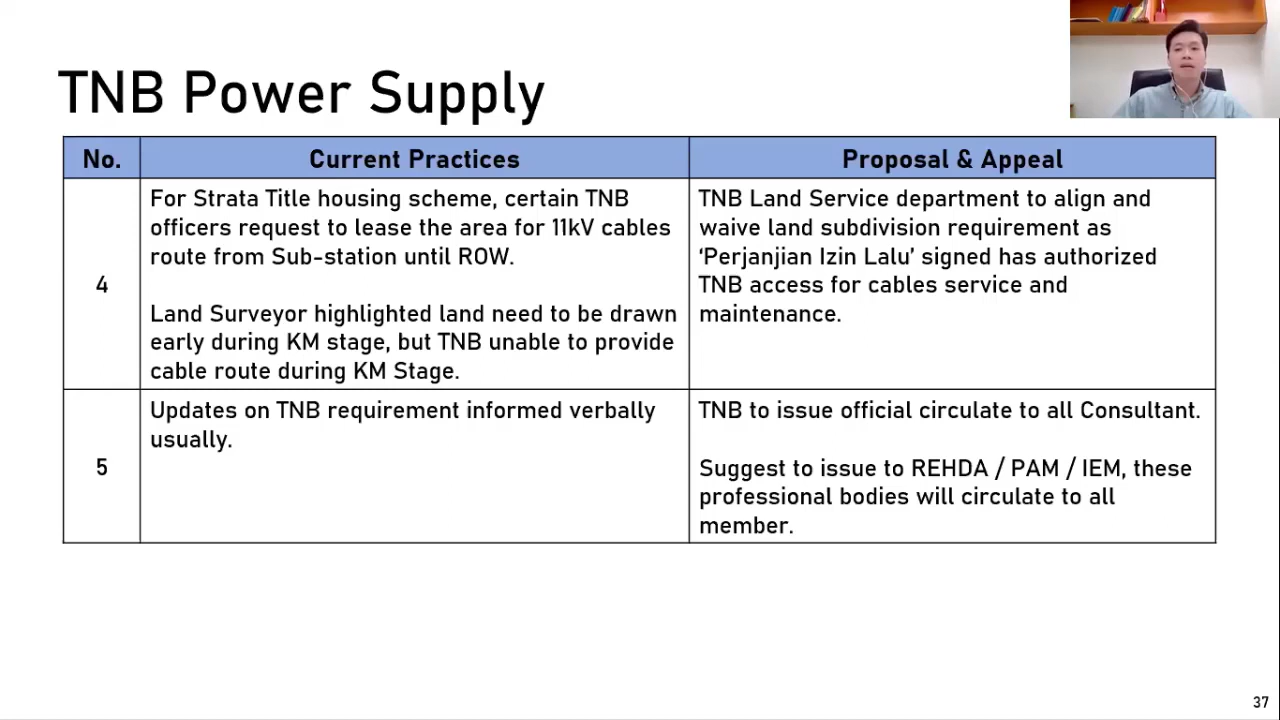 TNB Power Supply
No.
Current Practices
Proposal & Appeal
4
For Strata Title housing scheme, certain TNB
officers request to lease the area for 11kV cables
route from Sub-station until ROW.
Land Surveyor highlighted land need to be drawn
early during KM stage, but TNB unable to provide
cable route during KM Stage.
TNB Land Service department to align and
waive land subdivision requirement as
‘Perjanjian Izin Lalu’ signed has authorized
TNB access for cables service and
maintenance.
5
Updates on TNB requirement informed verbally
usually.
TNB to issue official circulate to all Consultant.
Suggest to issue to REHDA / PAM / IEM, these
professional bodies will circulate to all
member.
37